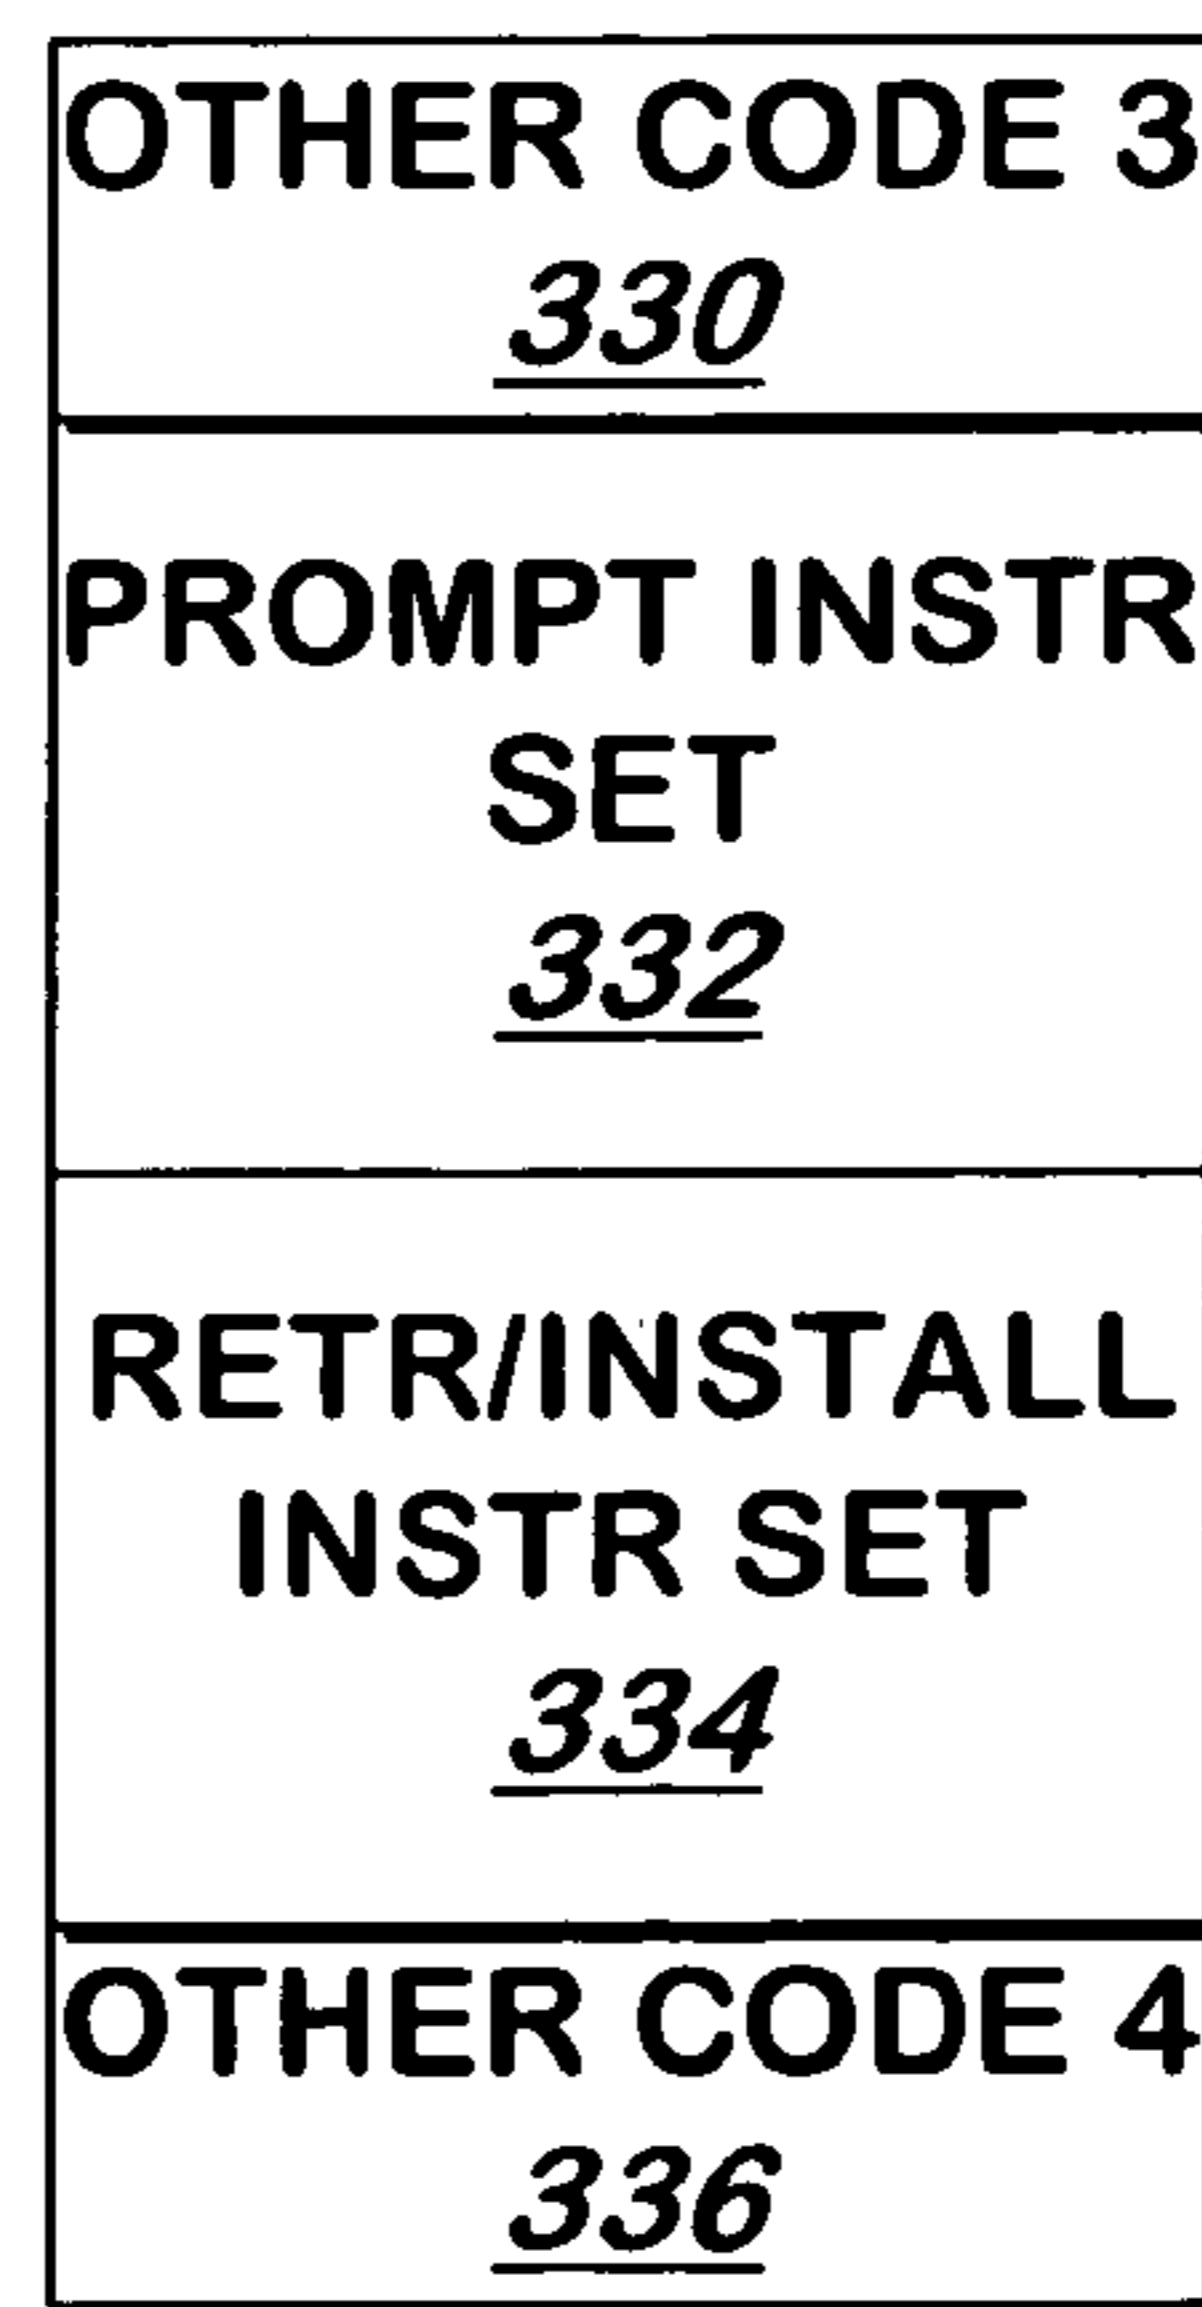 OTHER CODE 3
330
PROMPT INSTR
SET
332
RETR/INSTALL
INSTR SET
334
OTHER CODE 4
336